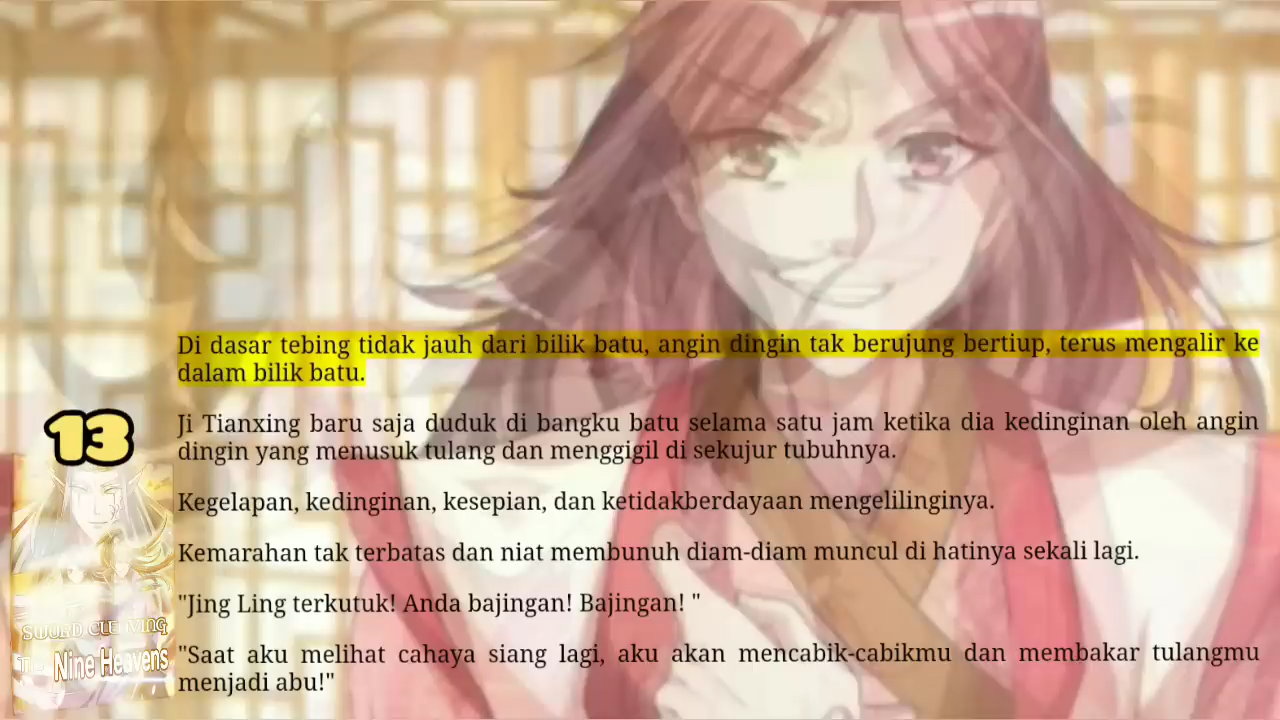 Di dasar tebing tidak jauh dari bilik batu, angin dingin tak berujung bertiup, terus mengalir ke
dalam bilik batu.
Ji Tianxing baru saja duduk di bangku batu selama satu jam ketika dia kedinginan oleh angin
dingin yang menusuk tulang dan menggigil di sekujur tubuhnya.
Kegelapan, kedinginan, kesepian, dan ketidakberdayaan mengelilinginya.
Kemarahan tak terbatas dan niat membunuh diam-diam muncul di hatinya sekali lagi.
"Jing Ling terkutuk! Anda bajingan! Bajingan! "
"Saat aku melihat cahaya siang lagi, aku akan mencabik-cabikmu dan membakar tulangmu
menjadi abu!"
13
SWORD CLEAVING
The Nine Heavens